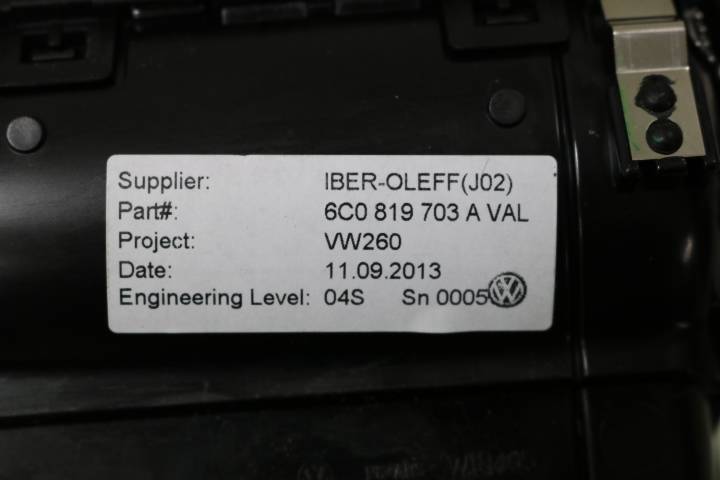 Supplier: IBER-OLEFF(J02)
Part#: 6C0 819 703 A VAL
Project: VW260
Date: 11.09.2013
Engineering Level: 04S Sn 0005